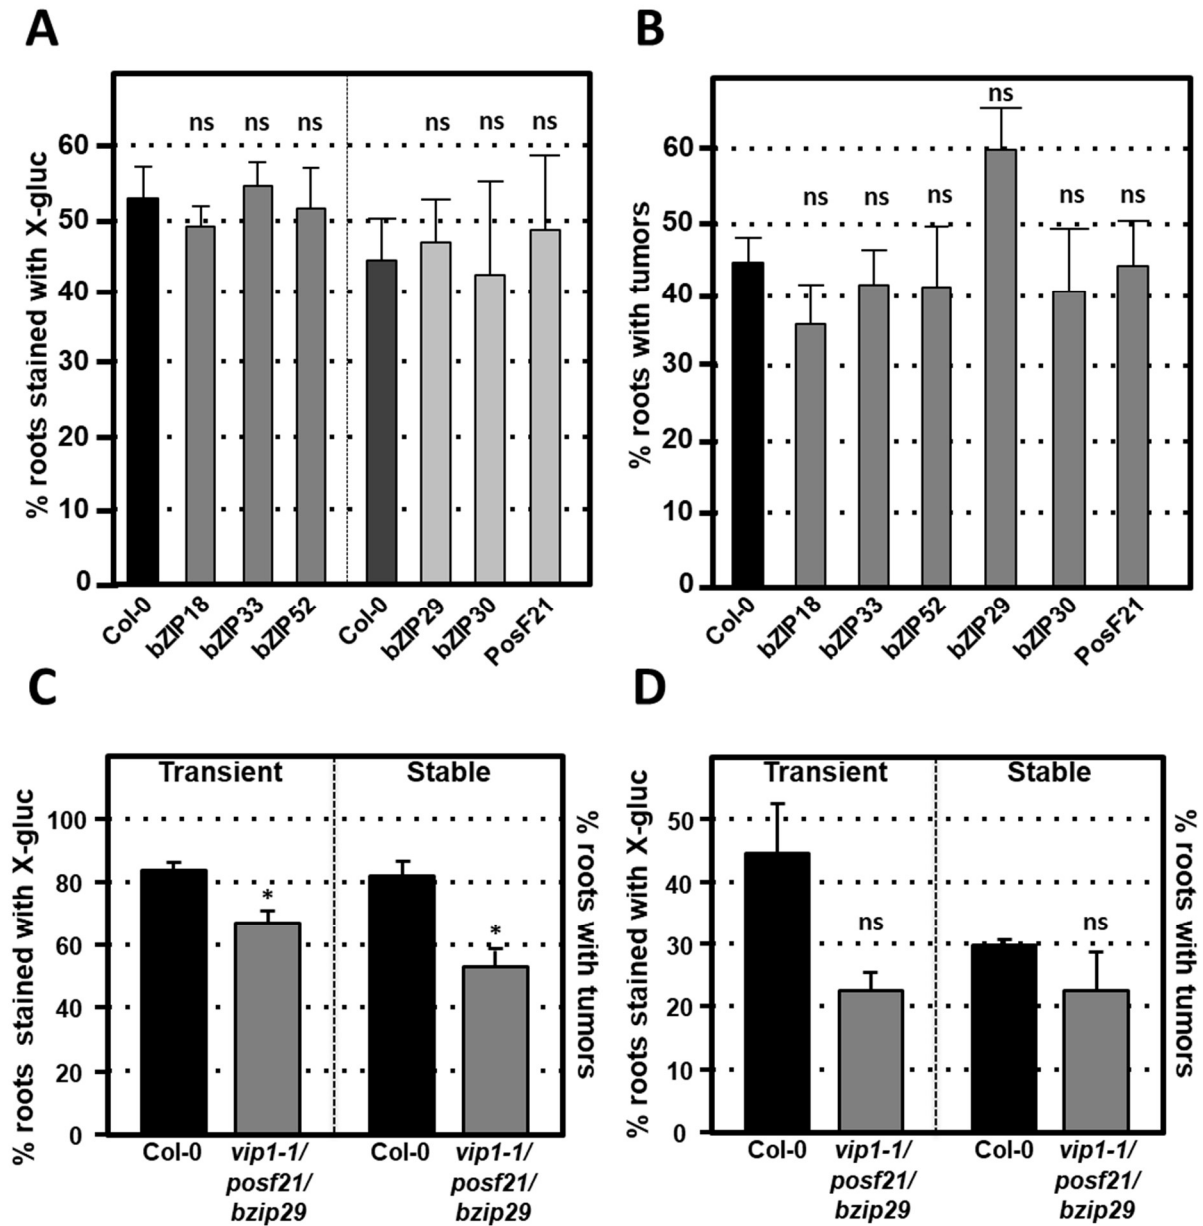 A
% roots stained with X-gluc
60
50
40
30
20
10
0
ns ns ns ns ns ns
Col-0 bZIP18 bZIP33 bZIP52 Col-0 bZIP29 bZIP30 PosF21
B
% roots with tumors
60
50
40
30
20
10
0
ns ns ns ns ns ns
Col-0 bZIP18 bZIP33 bZIP52 bZIP29 bZIP30 PosF21
C
% roots stained with X-gluc
Transient Stable
100
80
60
40
20
0
* *
% roots with tumors
Col-0 vip1-1/ Col-0 vip1-1/
posf21/ posf21/
bzip29 bzip29
D
% roots stained with X-gluc
Transient Stable
50
40
30
20
10
0
ns ns
% roots with tumors
Col-0 vip1-1/ Col-0 vip1-1/
posf21/ posf21/
bzip29 bzip29